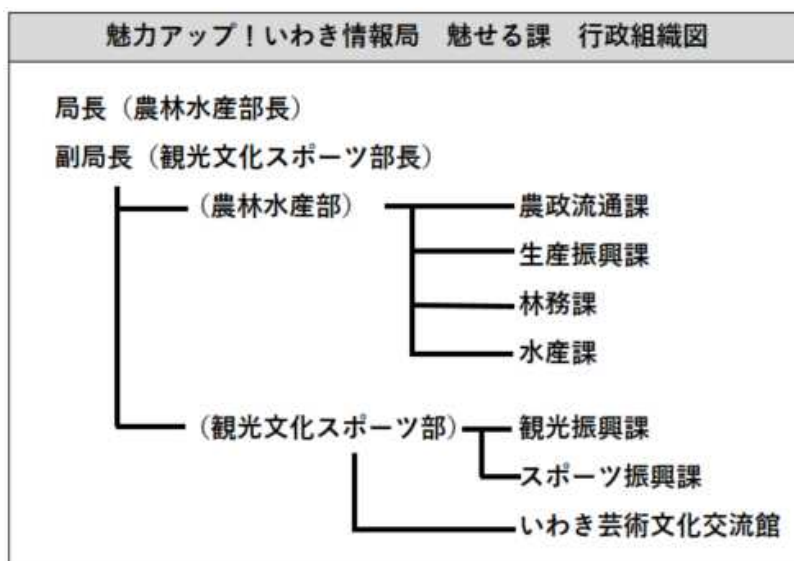 魅力アップ！いわき情報局　魅せる課　行政組織図
局長（農林水産部長）
副局長（観光文化スポーツ部長）
（農林水産部）　農政流通課
生産振興課
林務課
水産課
（観光文化スポーツ部）　観光振興課
スポーツ振興課
いわき芸術文化交流館